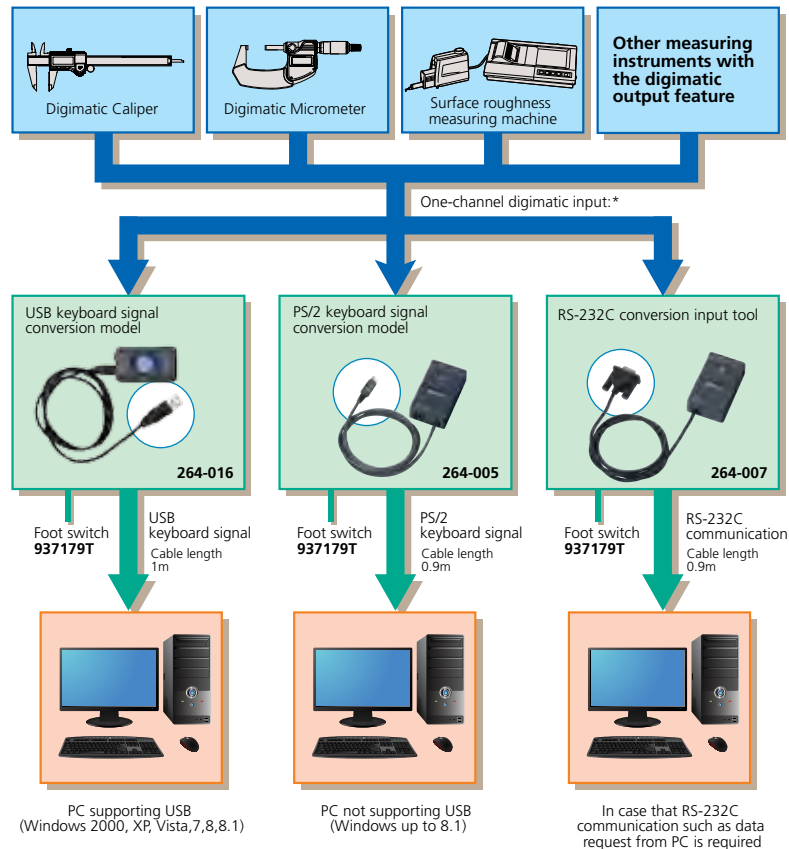 Digimatic Caliper
Digimatic Micrometer
Surface roughness
measuring machine
Other measuring
instruments with
the digimatic
output feature
One-channel digimatic input:*
USB keyboard signal
conversion model
264-016
PS/2 keyboard signal
conversion model
264-005
RS-232C conversion input tool
264-007
Foot switch
937179T
USB
keyboard signal
Cable length
1m
Foot switch
937179T
PS/2
keyboard signal
Cable length
0.9m
Foot switch
937179T
RS-232C
communication
Cable length
0.9m
PC supporting USB
(Windows 2000, XP, Vista,7,8,8.1)
PC not supporting USB
(Windows up to 8.1)
In case that RS-232C
communication such as data
request from PC is required